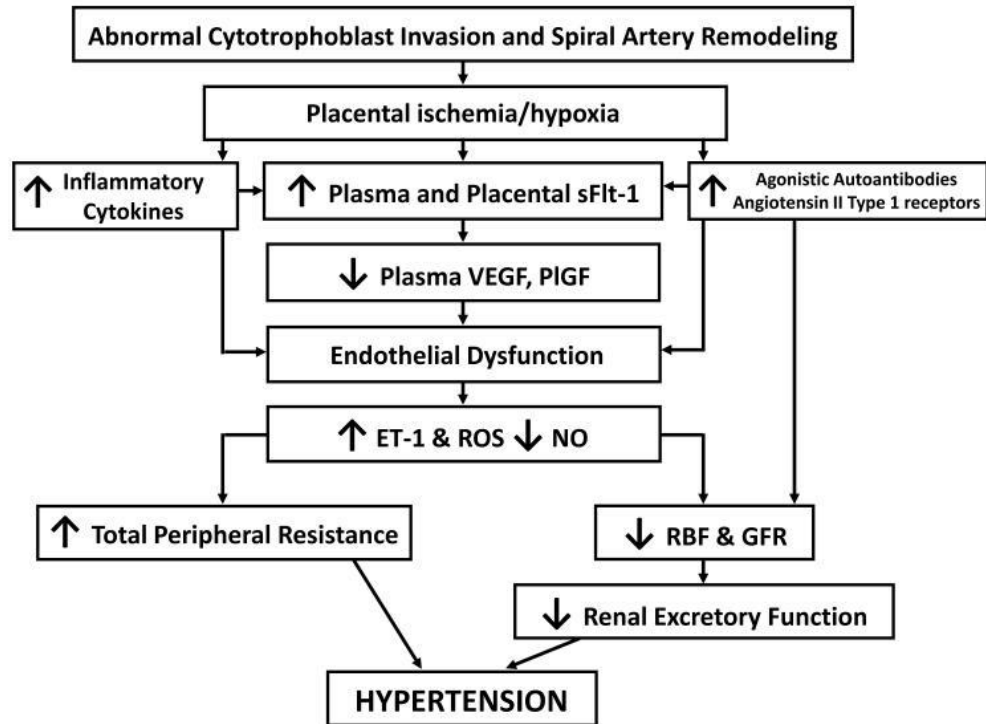 Abnormal Cytotrophoblast Invasion and Spiral Artery Remodeling
Placental ischemia/hypoxia
↑ Inflammatory
Cytokines
↑ Plasma and Placental sFlt-1
↑ Agonistic Autoantibodies
Angiotensin II Type 1 receptors
↓ Plasma VEGF, PlGF
Endothelial Dysfunction
↑ ET-1 & ROS ↓ NO
↑ Total Peripheral Resistance
↓ RBF & GFR
↓ Renal Excretory Function
HYPERTENSION